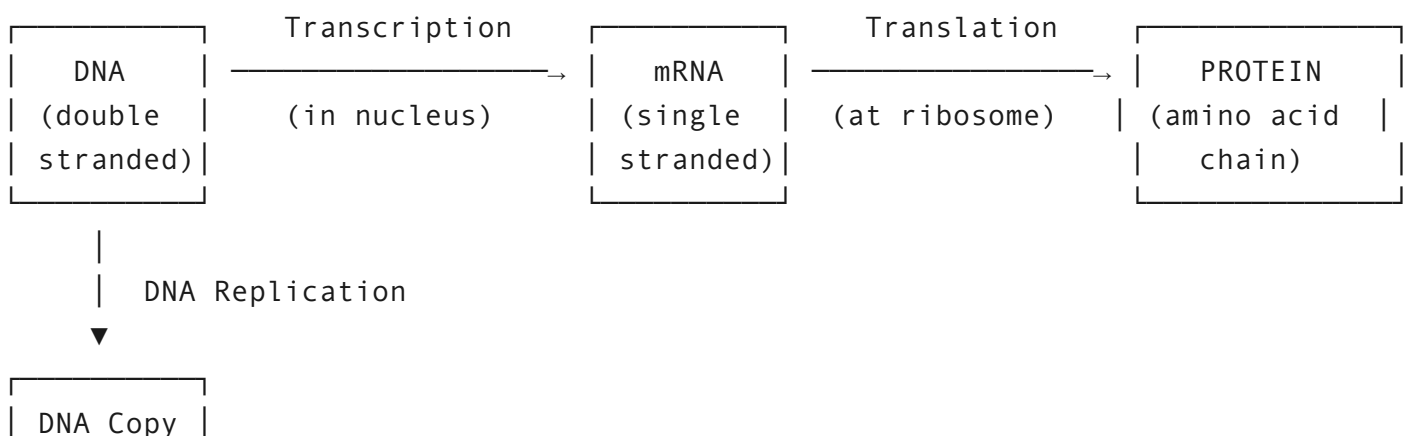 Transcription Translation
DNA mRNA PROTEIN
(double (in nucleus) (single (at ribosome) (amino acid
stranded) stranded) chain)
DNA Replication
DNA Copy